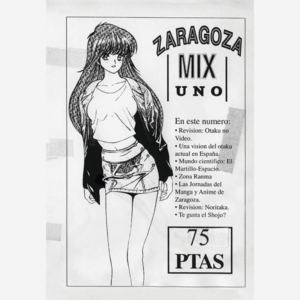 ZARAGOZA
MIX
UNO
En este numero:
• Revision: Otaku no
Video.
• Una vision del otaku
actual en España.
• Mundo cientifico: El
Martillo-Espacio.
• Zona Ranma
• Las Jornadas del
Manga y Anime de
Zaragoza.
• Revision: Noritaka.
• Te gusta el Shojo?
75
PTAS